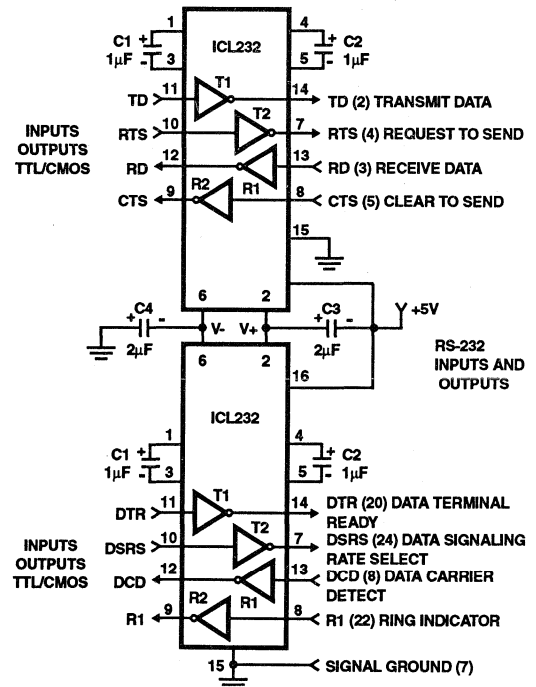 1 ICL232 4
C1 + 1µF - 3
+ C2 - 1µF 5
TD 11 T1 14 TD (2) TRANSMIT DATA
RTS 10 T2 7 RTS (4) REQUEST TO SEND
INPUTS
OUTPUTS
TTL/CMOS
RD 12 R1 13 RD (3) RECEIVE DATA
CTS 9 R2 8 CTS (5) CLEAR TO SEND
15
6 2
+ C4 - 2µF V- V+ + C3 - 2µF +5V
6 2
RS-232
INPUTS AND
OUTPUTS
16
ICL232
1 4
C1 + 1µF - 3
+ C2 - 1µF 5
DTR 11 T1 14 DTR (20) DATA TERMINAL
READY
DSRS 10 T2 7 DSRS (24) DATA SIGNALING
RATE SELECT
INPUTS
OUTPUTS
TTL/CMOS
DCD 12 R1 13 DCD (8) DATA CARRIER
DETECT
R1 9 R2 8 R1 (22) RING INDICATOR
15 SIGNAL GROUND (7)